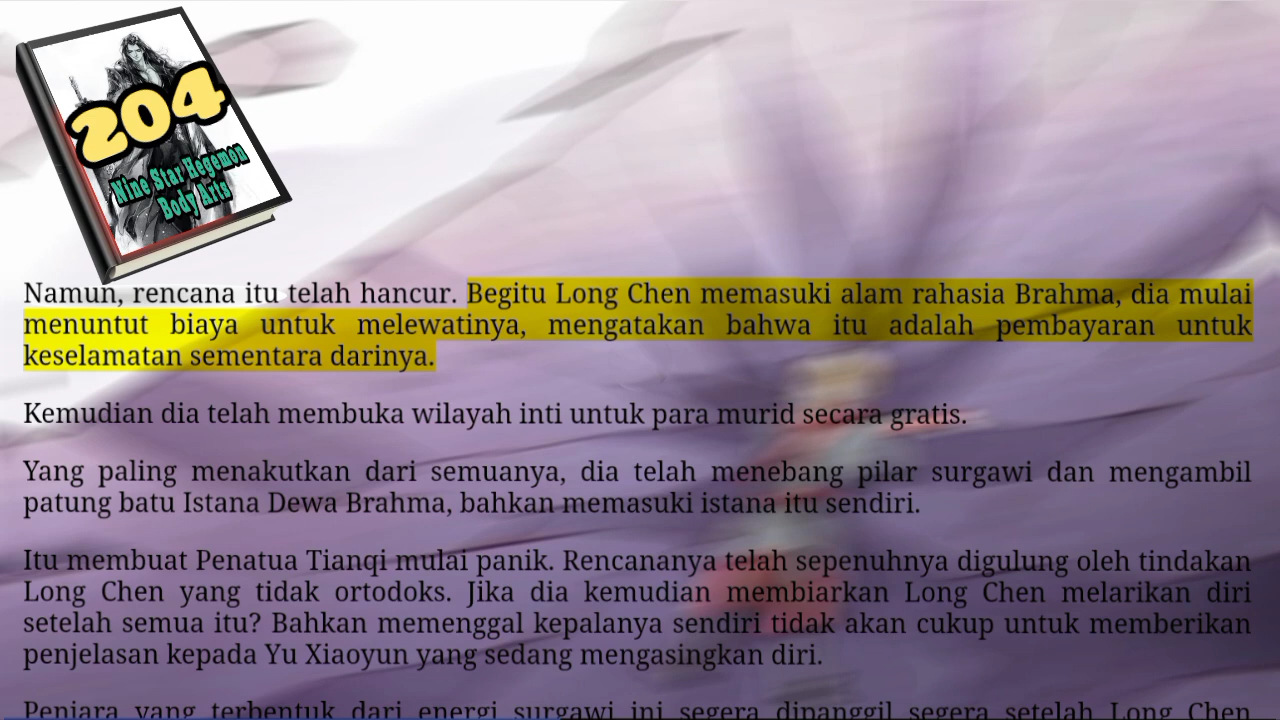 204
Nine Star Hegemon
Body Arts
Namun, rencana itu telah hancur. Begitu Long Chen memasuki alam rahasia Brahma, dia mulai
menuntut biaya untuk melewatinya, mengatakan bahwa itu adalah pembayaran untuk
keselamatan sementara darinya.
Kemudian dia telah membuka wilayah inti untuk para murid secara gratis.
Yang paling menakutkan dari semuanya, dia telah menebang pilar surgawi dan mengambil
patung batu Istana Dewa Brahma, bahkan memasuki istana itu sendiri.
Itu membuat Penatua Tianqi mulai panik. Rencananya telah sepenuhnya digulung oleh tindakan
Long Chen yang tidak ortodoks. Jika dia kemudian membiarkan Long Chen melarikan diri
setelah semua itu? Bahkan memenggal kepalanya sendiri tidak akan cukup untuk memberikan
penjelasan kepada Yu Xiaoyun yang sedang mengasingkan diri.
Penjara yang terbentuk dari energi surgawi ini segera dipanggil segera setelah Long Chen